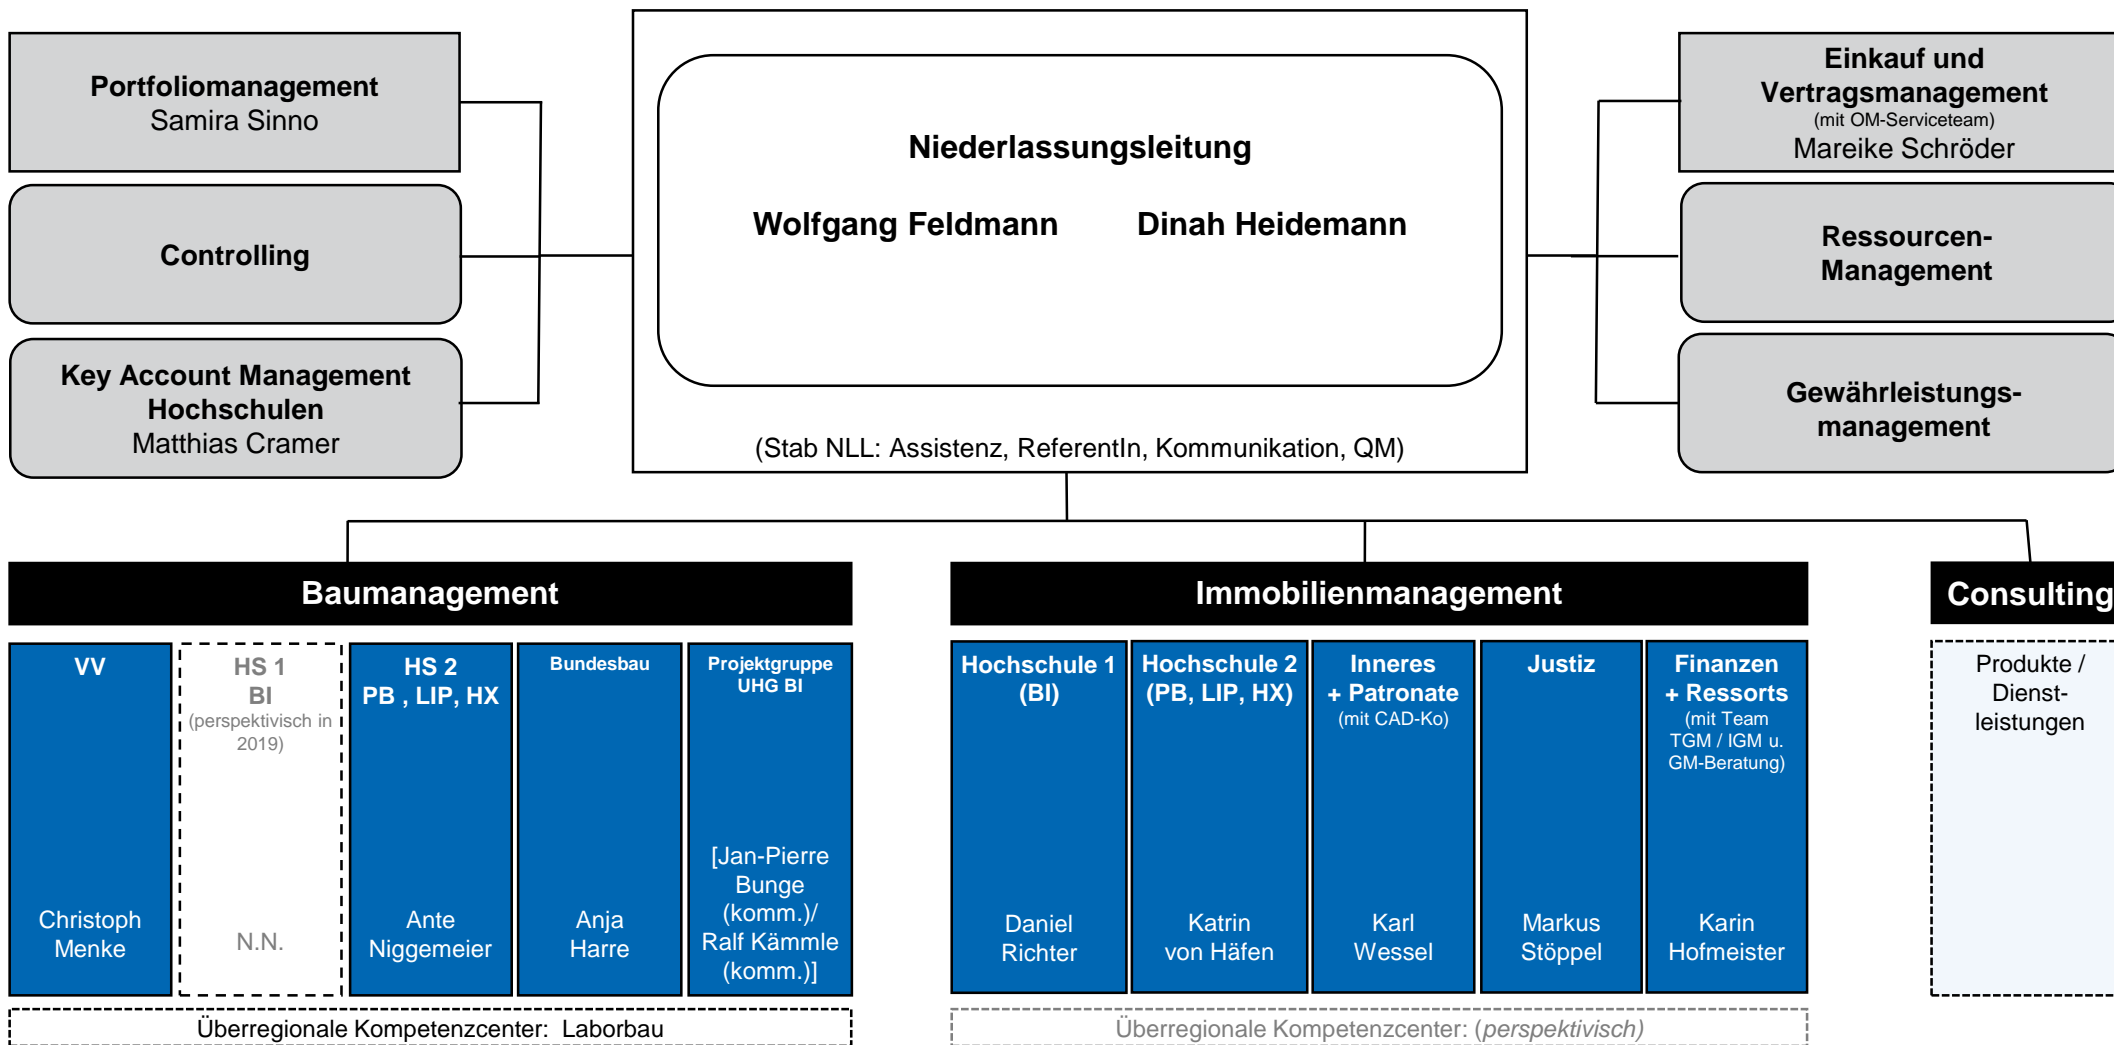 Portfoliomanagement
Samira Sinno
Controlling
Key Account Management
Hochschulen
Matthias Cramer
Niederlassungsleitung
Wolfgang Feldmann Dinah Heidemann
(Stab NLL: Assistenz, ReferentIn, Kommunikation, QM)
Einkauf und
Vertragsmanagement
(mit OM-Serviceteam)
Mareike Schröder
Ressourcen-
Management
Gewährleistungs-
management
Baumanagement
VV
Christoph
Menke
HS 1
BI
(perspektivisch in
2019)
N.N.
HS 2
PB , LIP, HX
Ante
Niggemeier
Bundesbau
Anja
Harre
Projektgruppe
UHG BI
[Jan-Pierre
Bunge
(komm.)/
Ralf Kämmle
(komm.)]
Überregionale Kompetenzcenter: Laborbau
Immobilienmanagement
Hochschule 1
(BI)
Daniel
Richter
Hochschule 2
(PB, LIP, HX)
Katrin
von Häfen
Inneres
+ Patronate
(mit CAD-Ko)
Karl
Wessel
Justiz
Markus
Stöppel
Finanzen
+ Ressorts
(mit Team
TGM / IGM u.
GM-Beratung)
Karin
Hofmeister
Überregionale Kompetenzcenter: (perspektivisch)
Consulting
Produkte /
Dienst-
leistungen